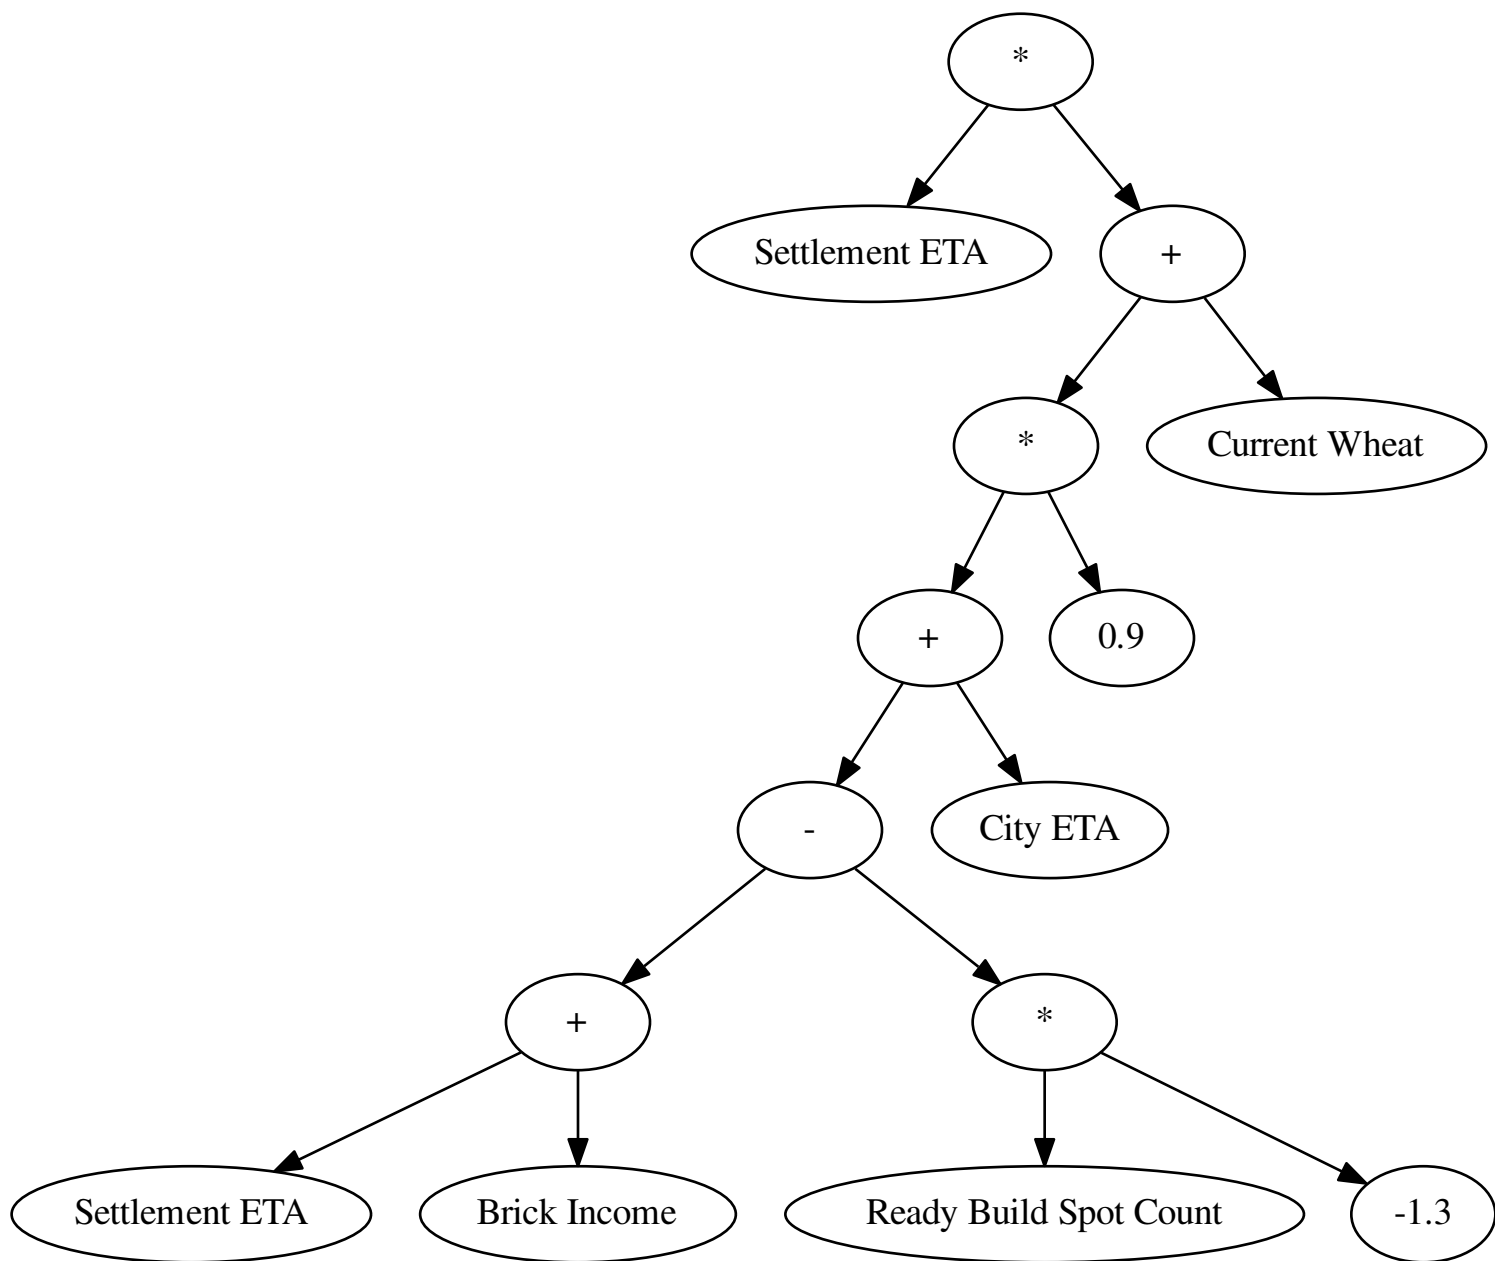 *
Settlement ETA
+
*
Current Wheat
+
0.9
-
City ETA
+
*
Settlement ETA
Brick Income
Ready Build Spot Count
-1.3